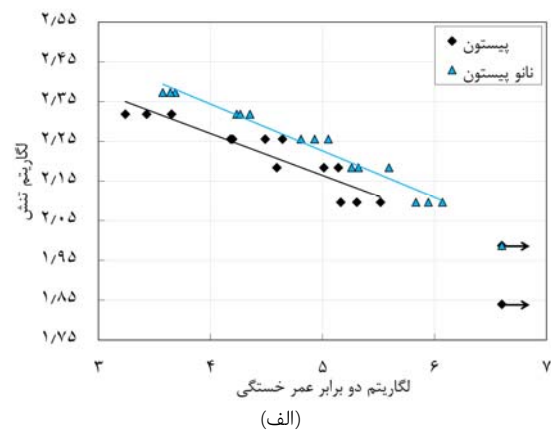 ۲٫۵۵
۲٫۴۵
۲٫۳۵
۲٫۲۵
۲٫۱۵
۲٫۰۵
۱٫۹۵
۱٫۸۵
۱٫۷۵
لگاریتم تنش
پیستون
نانو پیستون
۳ ۴ ۵ ۶ ۷
لگاریتم دو برابر عمر خستگی
(الف)